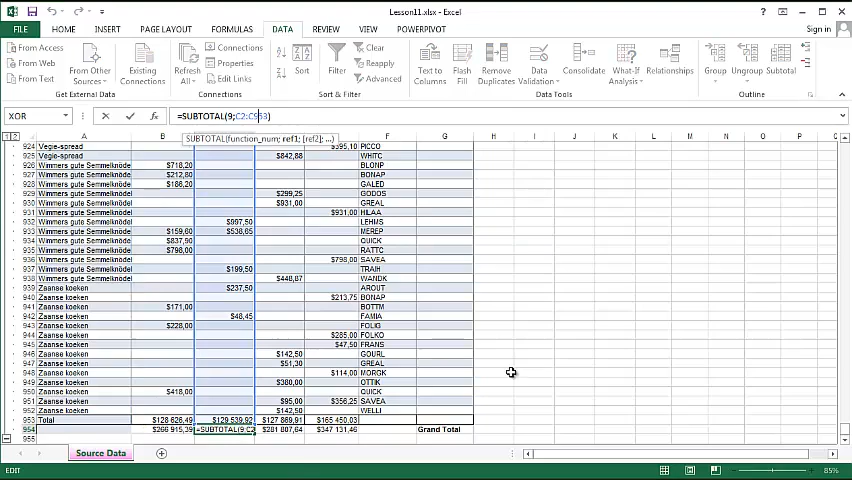 Lesson11.xlsx - Excel
FILE HOME INSERT PAGE LAYOUT FORMULAS DATA REVIEW VIEW POWERPIVOT Sign in
From Access
From Web
From Text
From Other Sources
Existing Connections
Get External Data
Refresh All
Connections
Properties
Edit Links
Connections
Sort
Filter
Clear
Reapply
Advanced
Sort & Filter
Text to Columns
Flash Fill
Remove Duplicates
Data Validation
Consolidate
What-If Analysis
Relationships
Data Tools
Group
Ungroup
Subtotal
Outline
XOR =SUBTOTAL(9;C2:C953)
SUBTOTAL(function_num; ref1; [ref2]; ...)
1 2 A B C D E F G H I J K L M N O P
924 Vegie-spread $395,10 PICCO
925 Vegie-spread $842,88 WHITC
926 Wimmers gute Semmelknöde $718,20 BLONP
927 Wimmers gute Semmelknöde $212,80 BONAP
928 Wimmers gute Semmelknöde $186,20 GALED
929 Wimmers gute Semmelknödel $299,25 GODOS
930 Wimmers gute Semmelknödel $931,00 GREAL
931 Wimmers gute Semmelknödel $931,00 HILAA
932 Wimmers gute Semmelknödel $997,50 LEHMS
933 Wimmers gute Semmelknöde $159,60 $538,65 MEREP
934 Wimmers gute Semmelknöde $837,90 QUICK
935 Wimmers gute Semmelknöde $798,00 RATTC
936 Wimmers gute Semmelknödel $798,00 SAVEA
937 Wimmers gute Semmelknödel $199,50 TRAIH
938 Wimmers gute Semmelknödel $448,87 WANDK
939 Zaanse koeken $237,50 AROUT
940 Zaanse koeken $213,75 BONAP
941 Zaanse koeken $171,00 BOTTM
942 Zaanse koeken $48,45 FAMIA
943 Zaanse koeken $228,00 FOLIG
944 Zaanse koeken $285,00 FOLKO
945 Zaanse koeken $47,50 FRANS
946 Zaanse koeken $142,50 GOURL
947 Zaanse koeken $51,30 GREAL
948 Zaanse koeken $114,00 MORGK
949 Zaanse koeken $380,00 OTTIK
950 Zaanse koeken $418,00 QUICK
951 Zaanse koeken $95,00 $356,25 SAVEA
952 Zaanse koeken $142,50 WELLI
953 Total $128 626,49 $129 539,92 $127 869,91 $165 450,03
954 $266 915,39 =SUBTOTAL(9;C2 $281 807,64 $347 131,46 Grand Total
955
Source Data
EDIT 85%